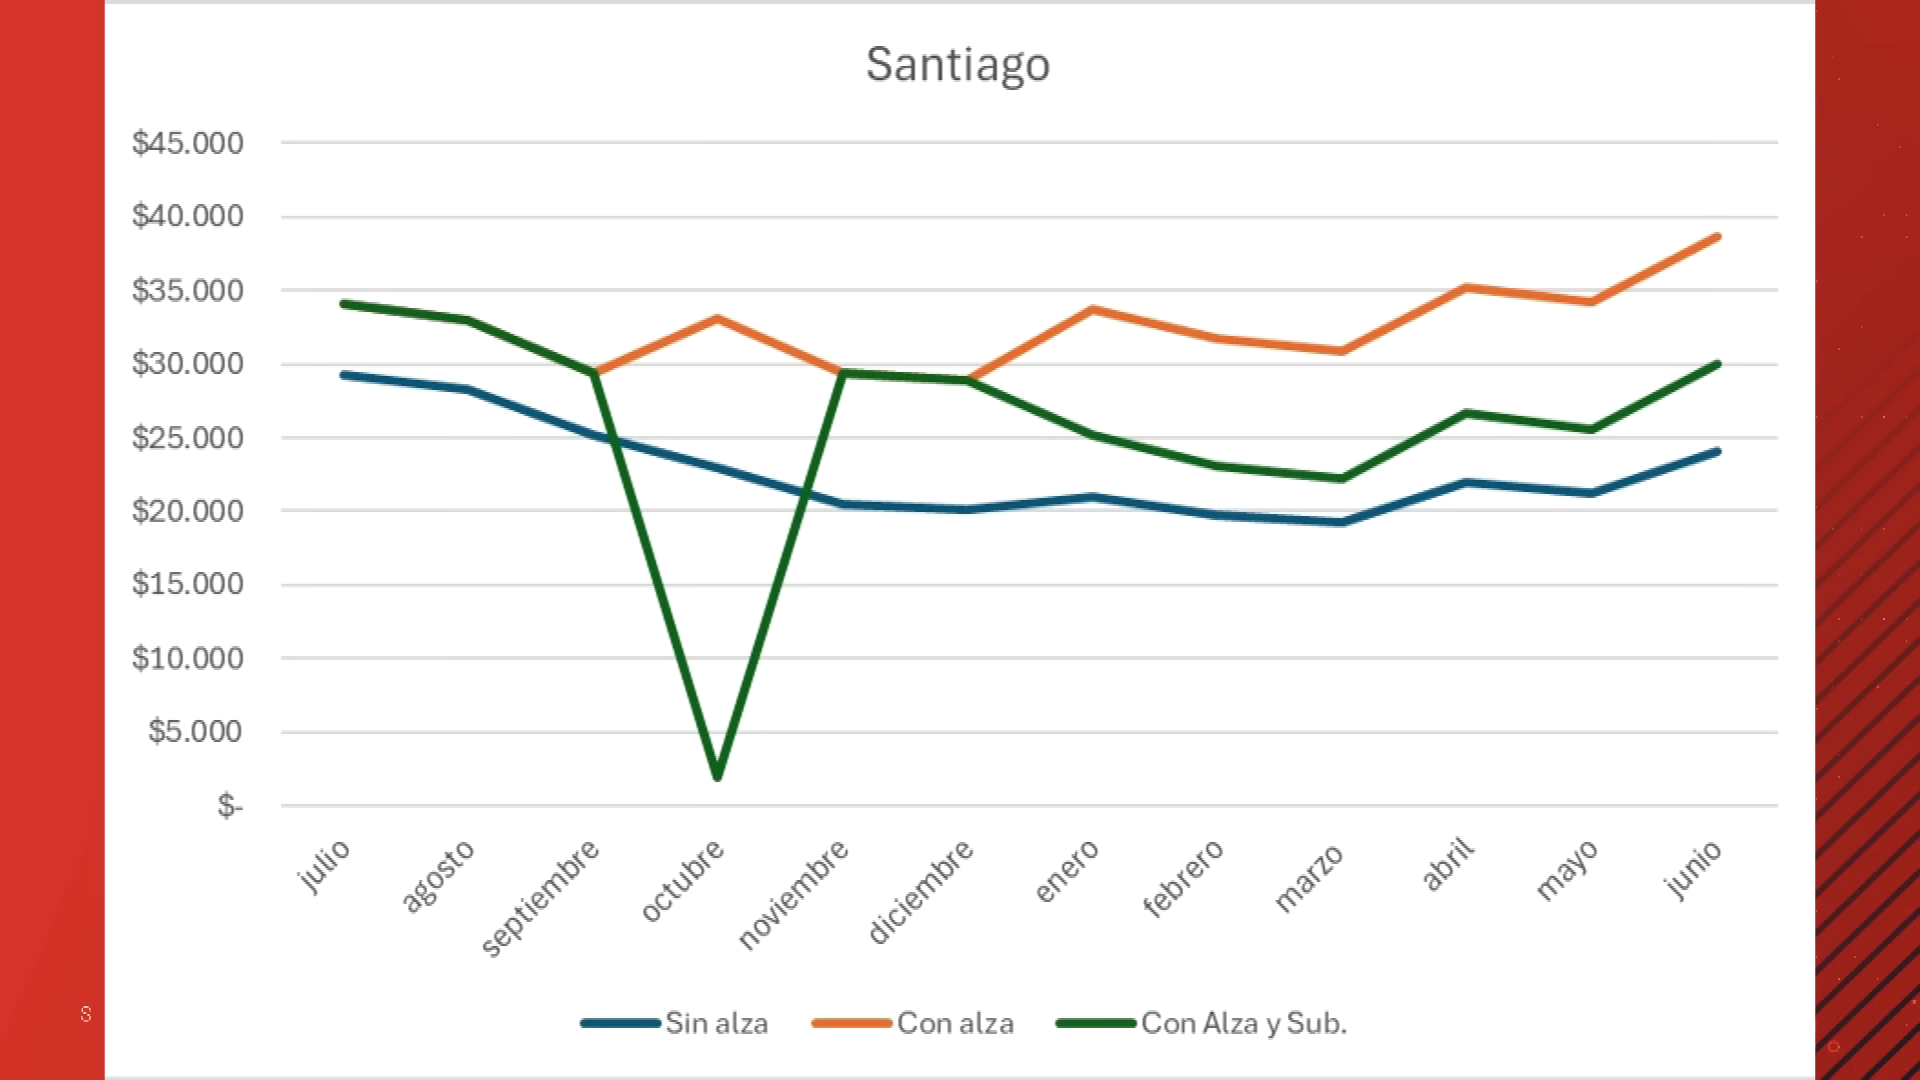 Santiago
$45.000
$40.000
$35.000
$30.000
$25.000
$20.000
$15.000
$10.000
$5.000
$-
julio
agosto
septiembre
octubre
noviembre
diciembre
enero
febrero
marzo
abril
mayo
junio
Sin alza
Con alza
Con Alza y Sub.